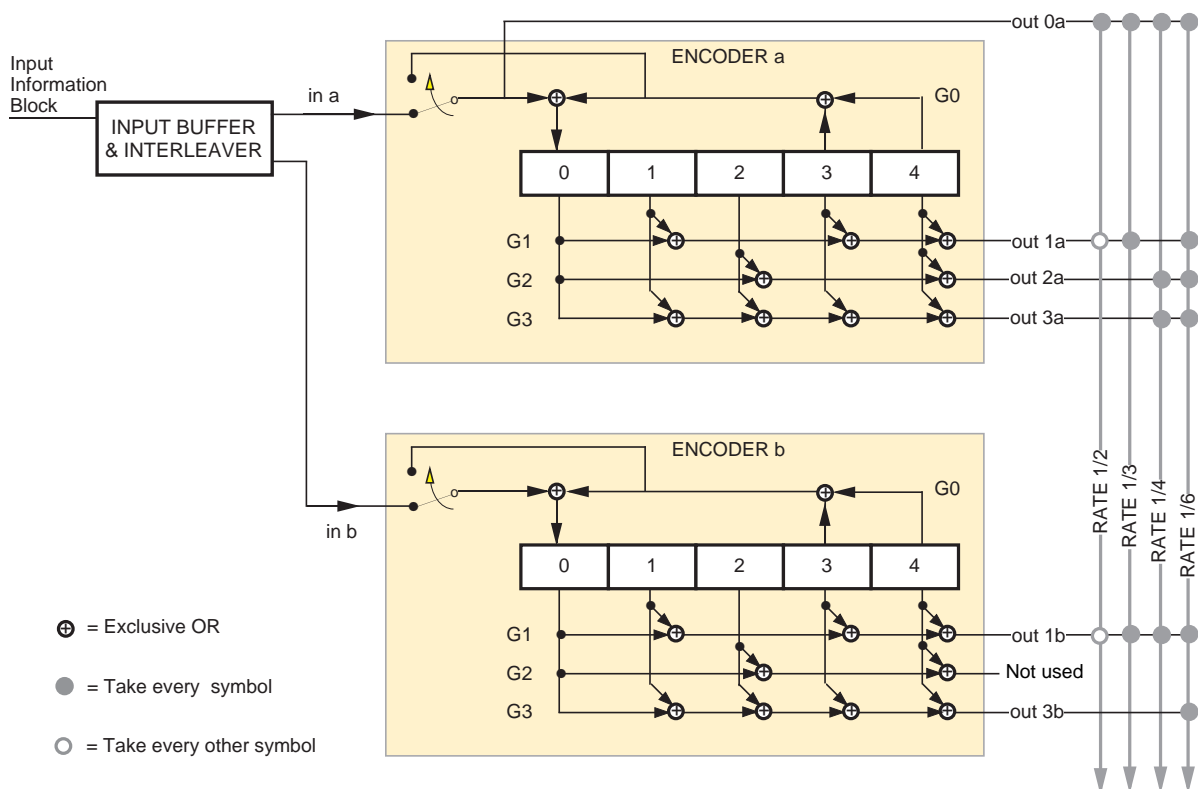 out 0a
ENCODER a
Input
Information
Block
in a
G0
INPUT BUFFER
& INTERLEAVER
0 1 2 3 4
G1
out 1a
G2
out 2a
G3
out 3a
ENCODER b
G0
in b
RATE 1/2
RATE 1/3
RATE 1/4
RATE 1/6
0 1 2 3 4
G1
out 1b
G2
Not used
G3
out 3b
= Exclusive OR
= Take every symbol
= Take every other symbol